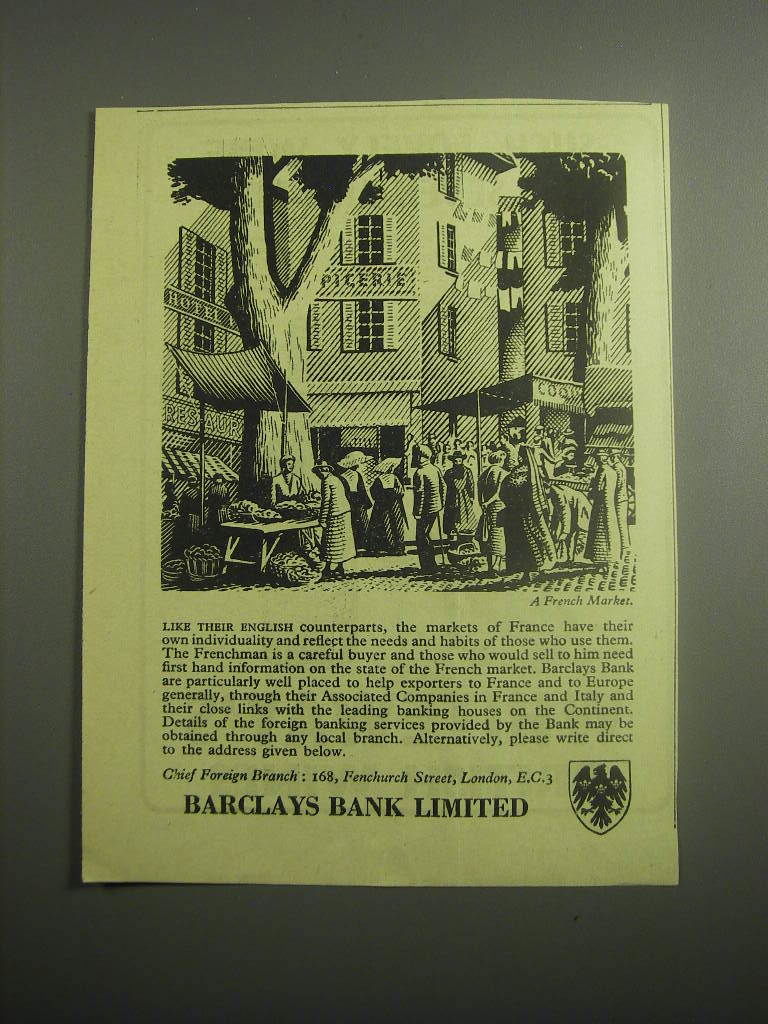 HOTEL
PICERIE
RESTAUR
COOP
A French Market.
LIKE THEIR ENGLISH counterparts, the markets of France have their
own individuality and reflect the needs and habits of those who use them.
The Frenchman is a careful buyer and those who would sell to him need
first hand information on the state of the French market. Barclays Bank
are particularly well placed to help exporters to France and to Europe
generally, through their Associated Companies in France and Italy and
their close links with the leading banking houses on the Continent.
Details of the foreign banking services provided by the Bank may be
obtained through any local branch. Alternatively, please write direct
to the address given below.
Chief Foreign Branch : 168, Fenchurch Street, London, E.C.3
BARCLAYS BANK LIMITED